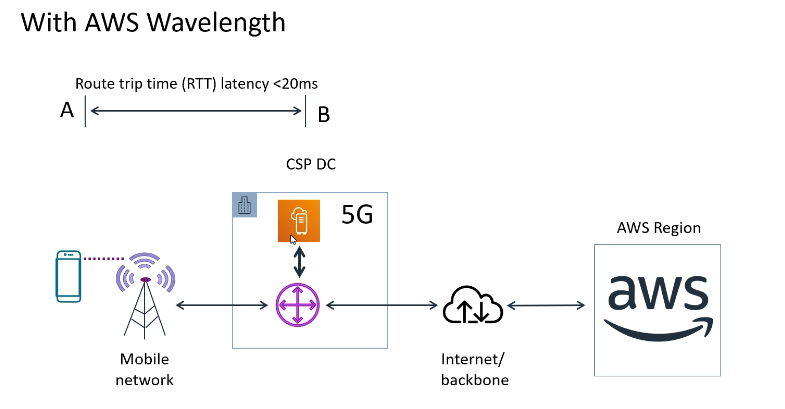 With AWS Wavelength
Route trip time (RTT) latency <20ms
A
B
CSP DC
5G
AWS Region
aws
Mobile
network
Internet/
backbone